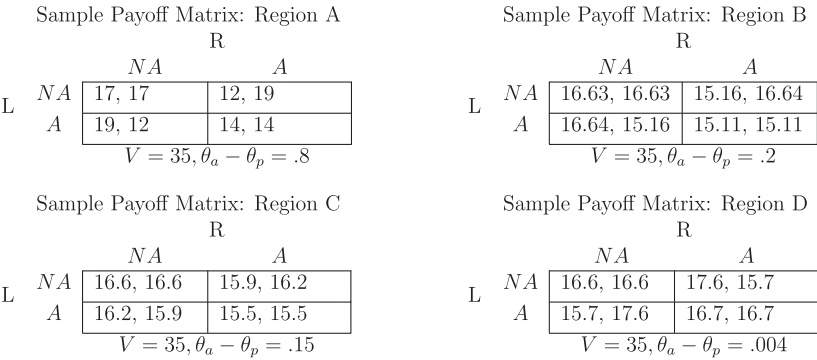 Sample Payoff Matrix: Region A
R
NA A
L NA 17, 17 12, 19
A 19, 12 14, 14
V = 35, θa − θp = .8
Sample Payoff Matrix: Region B
R
NA A
L NA 16.63, 16.63 15.16, 16.64
A 16.64, 15.16 15.11, 15.11
V = 35, θa − θp = .2
Sample Payoff Matrix: Region C
R
NA A
L NA 16.6, 16.6 15.9, 16.2
A 16.2, 15.9 15.5, 15.5
V = 35, θa − θp = .15
Sample Payoff Matrix: Region D
R
NA A
L NA 16.6, 16.6 17.6, 15.7
A 15.7, 17.6 16.7, 16.7
V = 35, θa − θp = .004